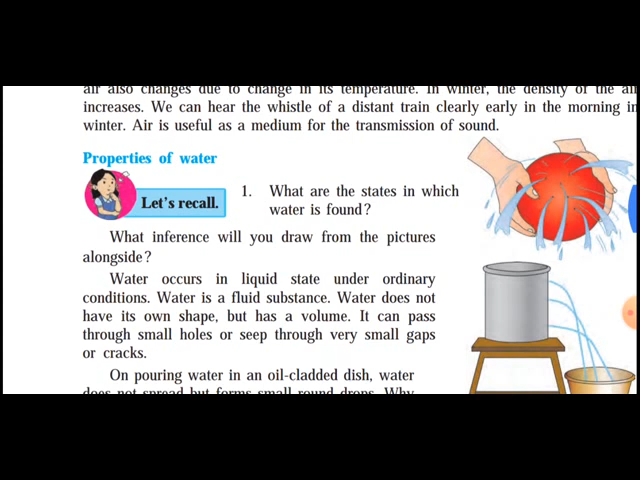 air also changes due to change in its temperature. In winter, the density of the air
increases. We can hear the whistle of a distant train clearly early in the morning in
winter. Air is useful as a medium for the transmission of sound.
Properties of water
Let's recall.
1. What are the states in which
water is found?
What inference will you draw from the pictures
alongside?
Water occurs in liquid state under ordinary
conditions. Water is a fluid substance. Water does not
have its own shape, but has a volume. It can pass
through small holes or seep through very small gaps
or cracks.
On pouring water in an oil-cladded dish, water
does not spread but forms small round drops. Why